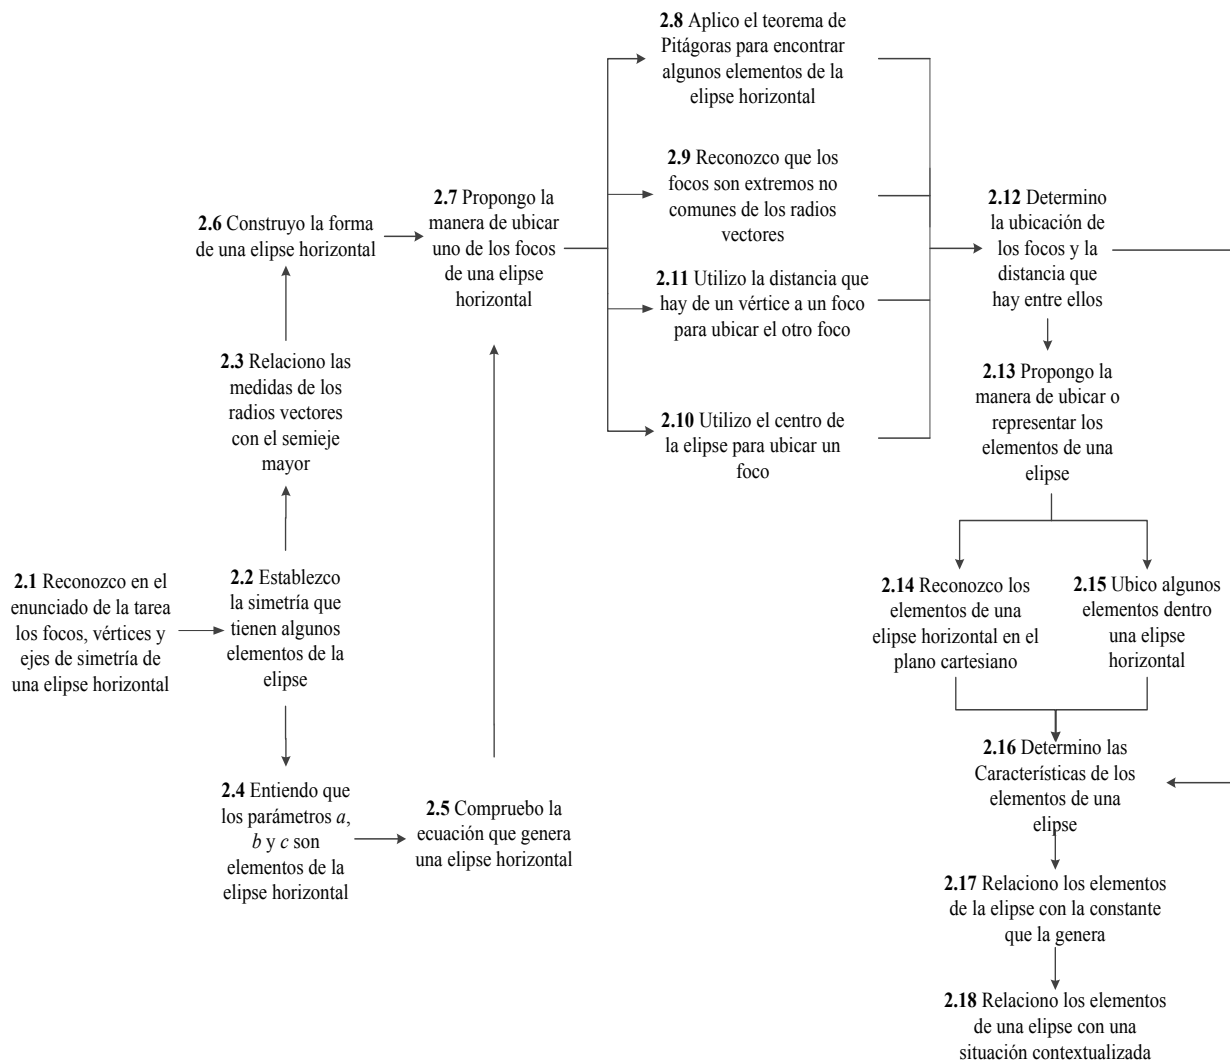 2.8 Aplico el teorema de
Pitágoras para encontrar
algunos elementos de la
elipse horizontal
2.9 Reconozco que los
focos son extremos no
comunes de los radios
vectores
2.6 Construyo la forma
de una elipse horizontal
2.7 Propongo la
manera de ubicar
uno de los focos
de una elipse
horizontal
2.12 Determino
la ubicación de
los focos y la
distancia que
hay entre ellos
2.11 Utilizo la distancia que
hay de un vértice a un foco
para ubicar el otro foco
2.3 Relaciono las
medidas de los
radios vectores
con el semieje
mayor
2.13 Propongo la
manera de ubicar o
representar los
elementos de una
elipse
2.10 Utilizo el centro de
la elipse para ubicar un
foco
2.1 Reconozco en el
enunciado de la tarea
los focos, vértices y
ejes de simetría de
una elipse horizontal
2.2 Establezco
la simetría que
tienen algunos
elementos de la
elipse
2.14 Reconozco los
elementos de una
elipse horizontal en el
plano cartesiano
2.15 Ubico algunos
elementos dentro
una elipse
horizontal
2.4 Entiendo que
los parámetros a,
b y c son
elementos de la
elipse horizontal
2.5 Compruebo la
ecuación que genera
una elipse horizontal
2.16 Determino las
Características de los
elementos de una
elipse
2.17 Relaciono los elementos
de la elipse con la constante
que la genera
2.18 Relaciono los elementos
de una elipse con una
situación contextualizada